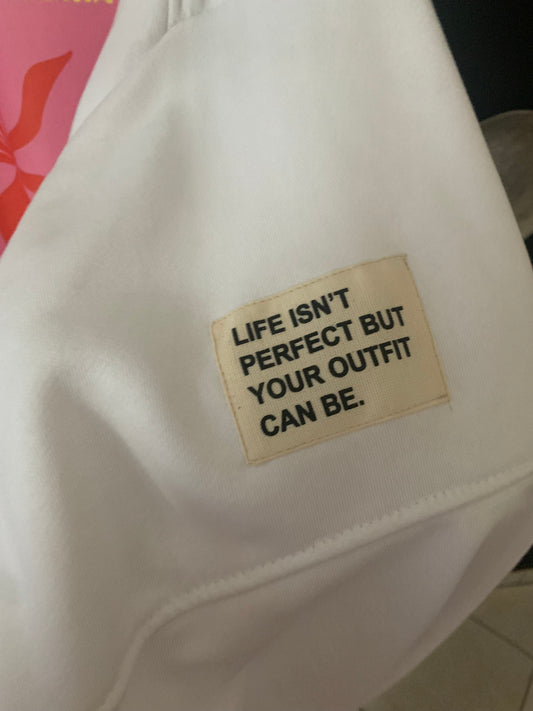 LIFE ISN'T
PERFECT BUT
YOUR OUTFIT
CAN BE.